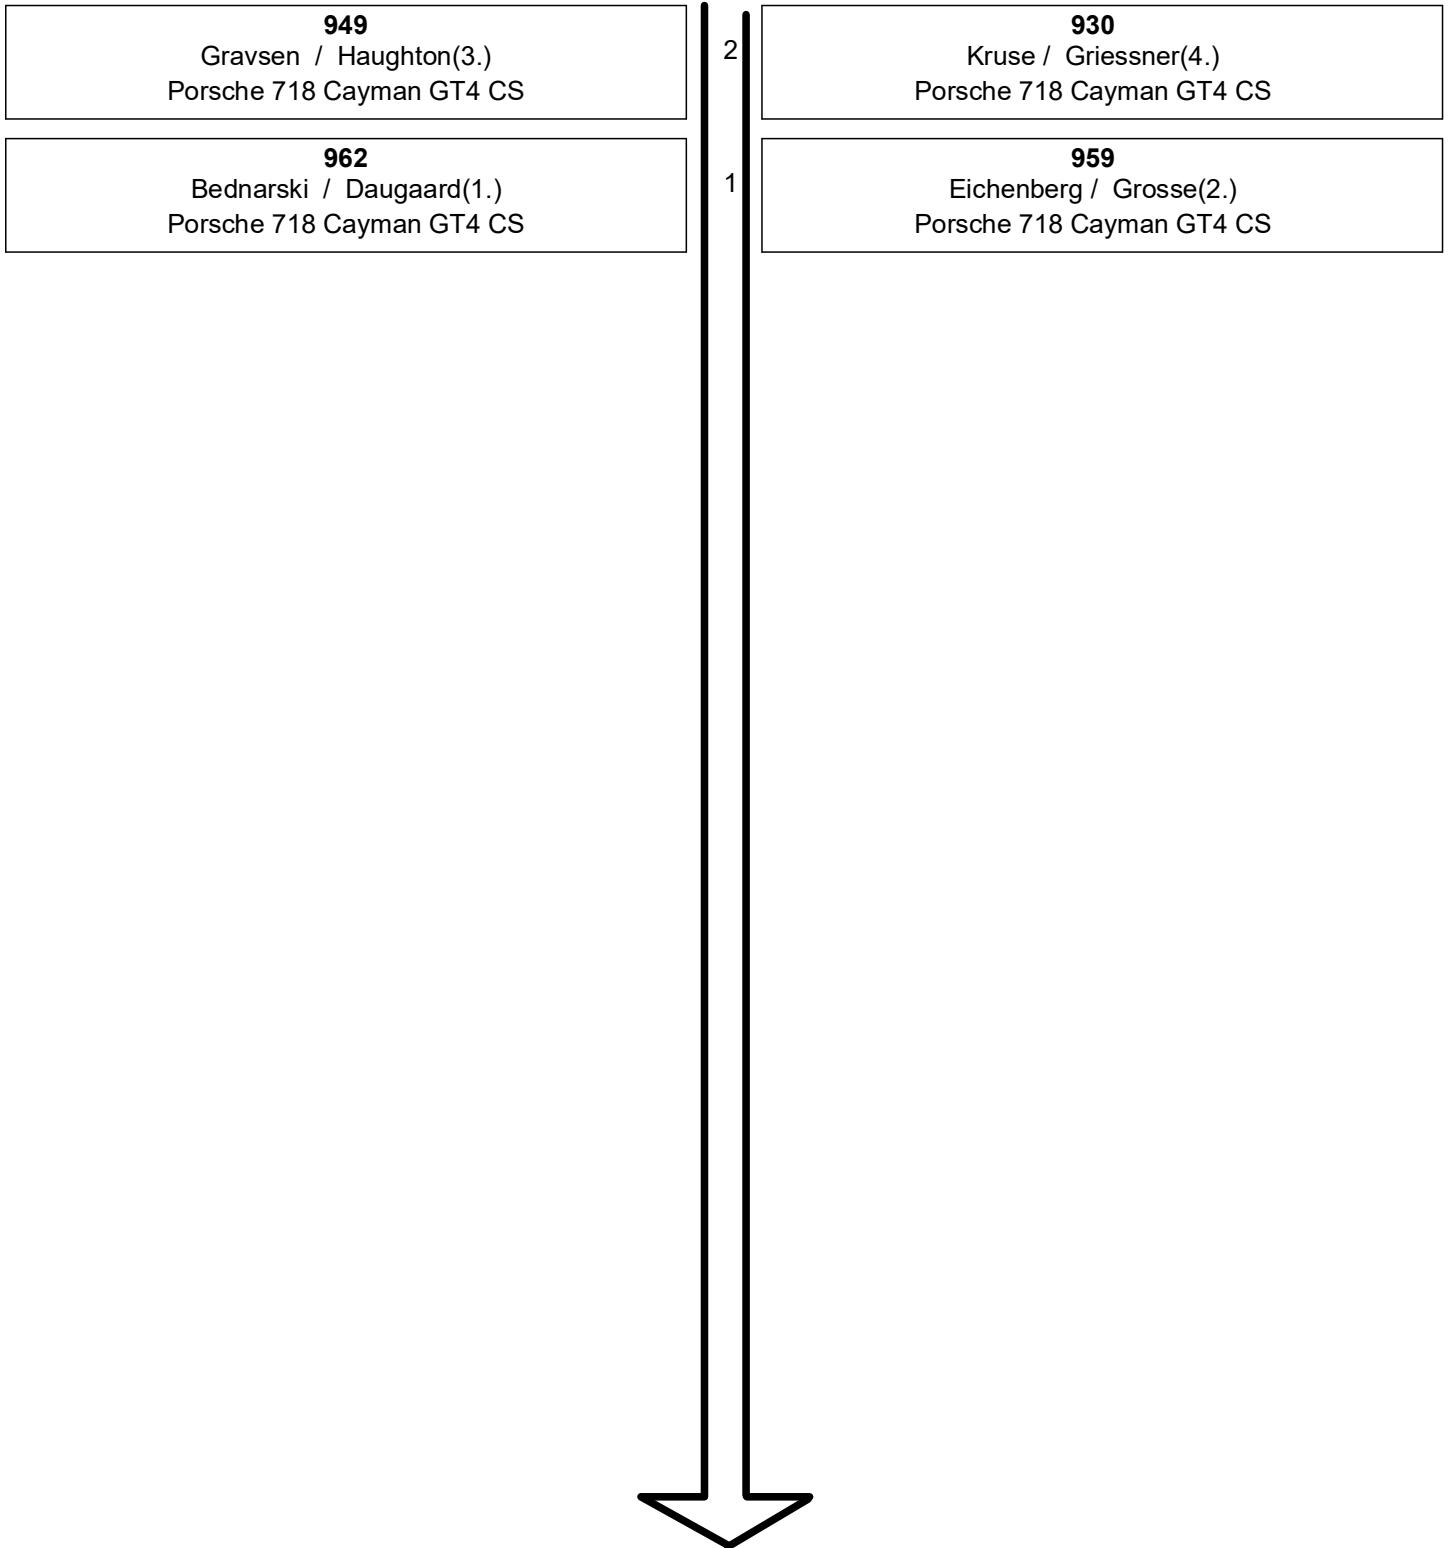 949
Gravsen / Haughton(3.)
Porsche 718 Cayman GT4 CS
2
930
Kruse / Griessner(4.)
Porsche 718 Cayman GT4 CS
962
Bednarski / Daugaard(1.)
Porsche 718 Cayman GT4 CS
1
959
Eichenberg / Grosse(2.)
Porsche 718 Cayman GT4 CS